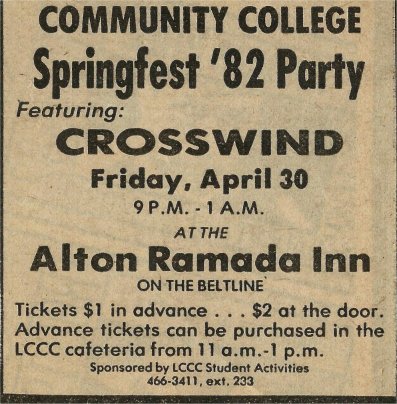 COMMUNITY COLLEGE
Springfest '82 Party
Featuring:
CROSSWIND
Friday, April 30
9 P.M. - 1 A.M.
AT THE
Alton Ramada Inn
ON THE BELTLINE
Tickets $1 in advance . . . $2 at the door.
Advance tickets can be purchased in the
LCCC cafeteria from 11 a.m.-1 p.m.
Sponsored by LCCC Student Activities
466-3411, ext. 233